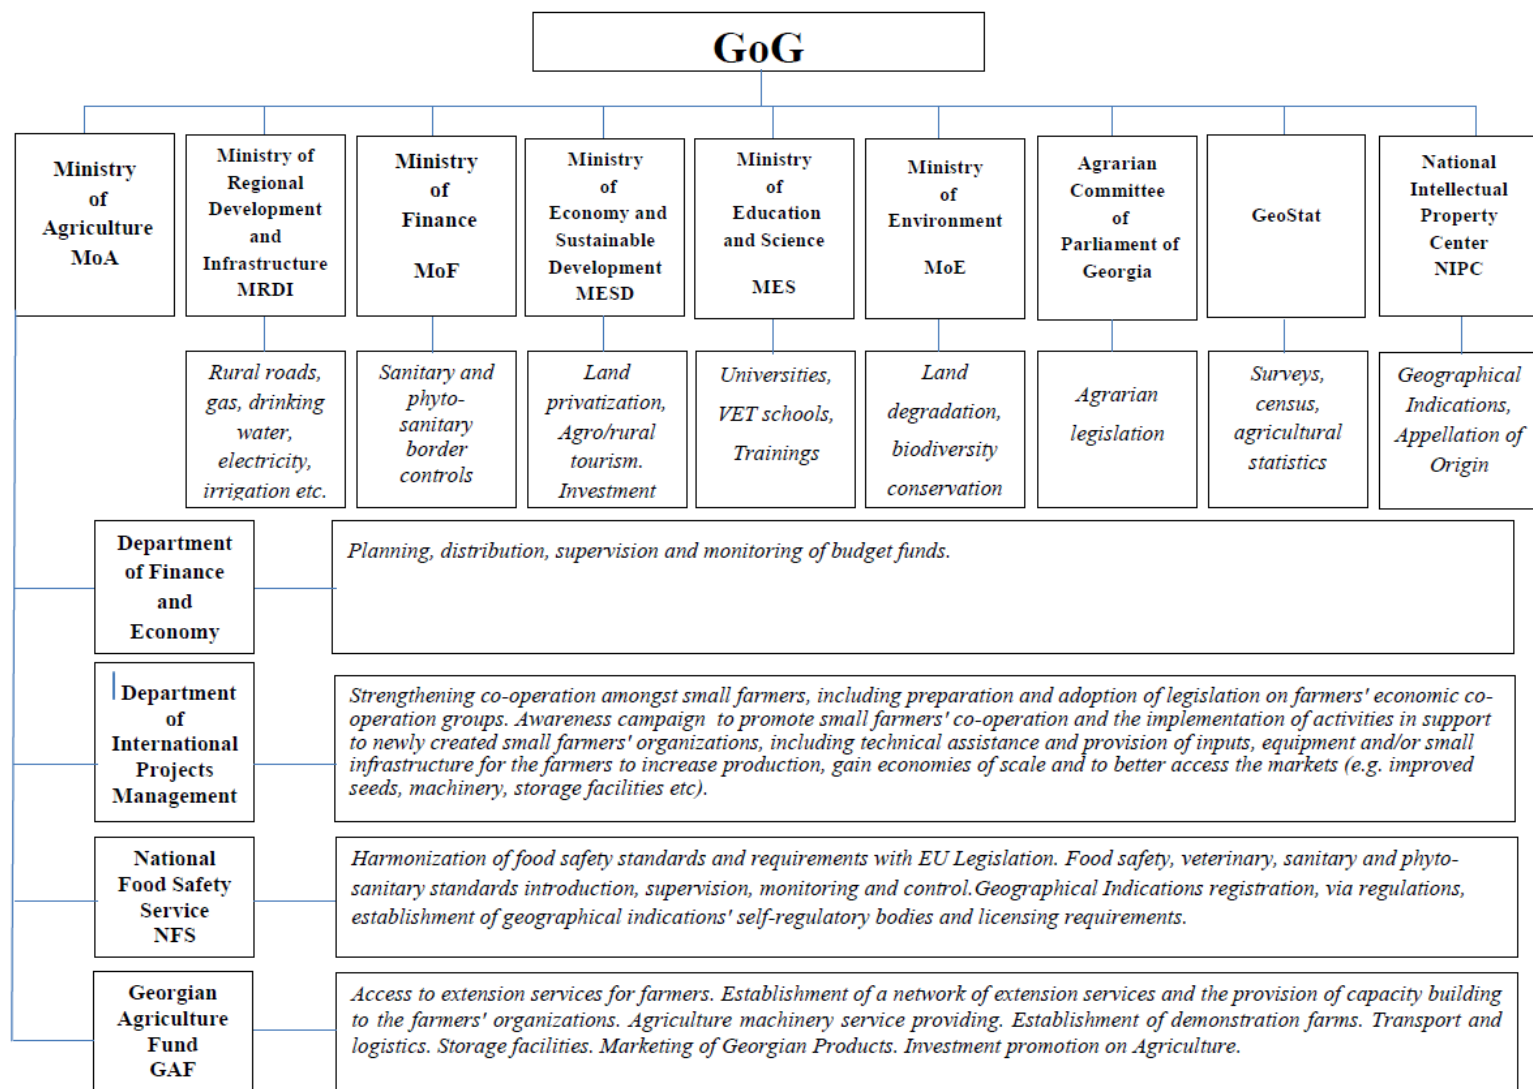 GoG
Ministry
of
Agriculture
MoA
Ministry of
Regional
Development
and
Infrastructure
MRDI
Ministry
of
Finance
MoF
Ministry
of
Economy and
Sustainable
Development
MESD
Ministry
of
Education
and Science
MES
Ministry
of
Environment
MoE
Agrarian
Committee
of
Parliament of
Georgia
GeoStat
National
Intellectual
Property
Center
NIPC
Rural roads,
gas, drinking
water,
electricity,
irrigation etc.
Sanitary and
phyto-
sanitary
border
controls
Land
privatization,
Agro/rural
tourism.
Investment
Universities,
VET schools,
Trainings
Land
degradation,
biodiversity
conservation
Agrarian
legislation
Surveys,
census,
agricultural
statistics
Geographical
Indications,
Appellation of
Origin
Department
of Finance
and
Economy
Planning, distribution, supervision and monitoring of budget funds.
Department
of
International
Projects
Management
Strengthening co-operation amongst small farmers, including preparation and adoption of legislation on farmers' economic co-
operation groups. Awareness campaign to promote small farmers' co-operation and the implementation of activities in support
to newly created small farmers' organizations, including technical assistance and provision of inputs, equipment and/or small
infrastructure for the farmers to increase production, gain economies of scale and to better access the markets (e.g. improved
seeds, machinery, storage facilities etc).
National
Food Safety
Service
NFS
Harmonization of food safety standards and requirements with EU Legislation. Food safety, veterinary, sanitary and phyto-
sanitary standards introduction, supervision, monitoring and control.Geographical Indications registration, via regulations,
establishment of geographical indications' self-regulatory bodies and licensing requirements.
Georgian
Agriculture
Fund
GAF
Access to extension services for farmers. Establishment of a network of extension services and the provision of capacity building
to the farmers' organizations. Agriculture machinery service providing. Establishment of demonstration farms. Transport and
logistics. Storage facilities. Marketing of Georgian Products. Investment promotion on Agriculture.